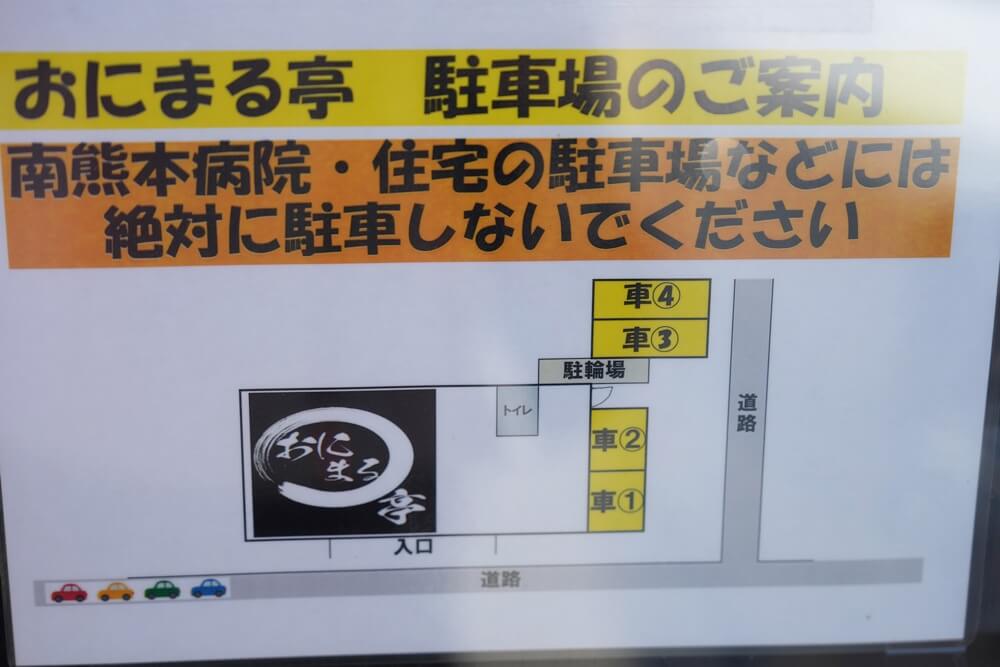 おにまる亭 駐車場のご案内
南熊本病院・住宅の駐車場などには
絶対に駐車しないでください
車④
車③
駐輪場
トイレ
道路
車②
車①
おに
まる
亭
入口
道路